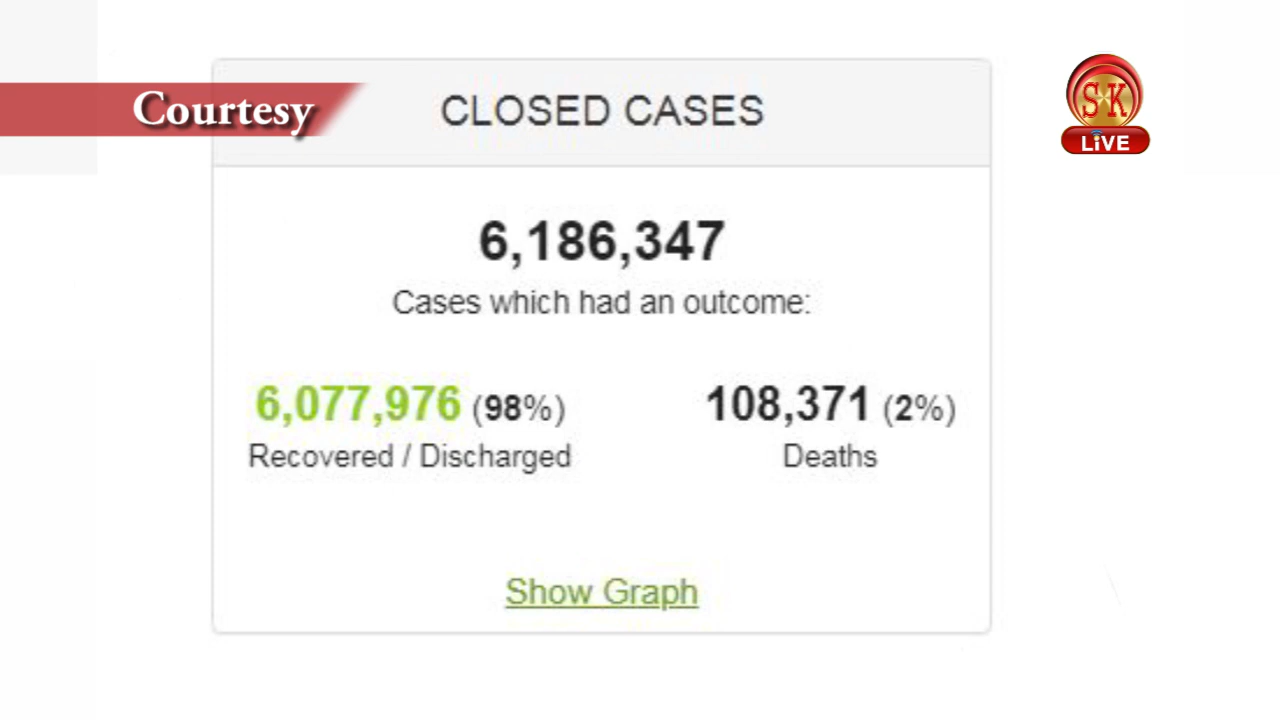 Courtesy
CLOSED CASES
SK
LiVE
6,186,347
Cases which had an outcome:
6,077,976 (98%)
108,371 (2%)
Recovered / Discharged
Deaths
Show Graph